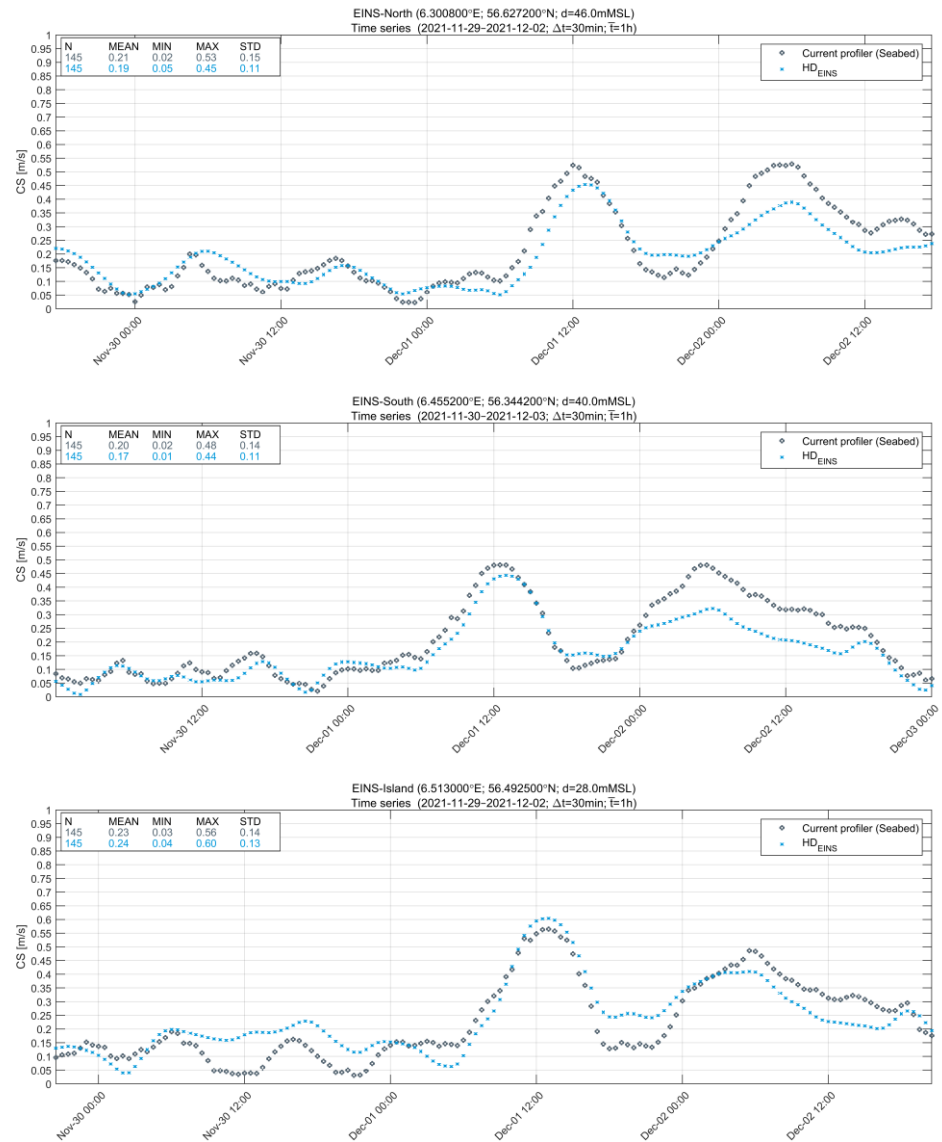 EINS-North (6.300800°E; 56.627200°N; d=46.0mMSL)
Time series (2021-11-29–2021-12-02; Δt=30min; t̅=1h)
N MEAN MIN MAX STD
145 0.21 0.02 0.53 0.15
145 0.19 0.05 0.45 0.11
Current profiler (Seabed)
HD_EINS
1
0.95
0.9
0.85
0.8
0.75
0.7
0.65
0.6
0.55
0.5
0.45
0.4
0.35
0.3
0.25
0.2
0.15
0.1
0.05
0
CS [m/s]
Nov-30 00:00
Nov-30 12:00
Dec-01 00:00
Dec-01 12:00
Dec-02 00:00
Dec-02 12:00
EINS-South (6.455200°E; 56.344200°N; d=40.0mMSL)
Time series (2021-11-30–2021-12-03; Δt=30min; t̅=1h)
N MEAN MIN MAX STD
145 0.20 0.02 0.48 0.14
145 0.17 0.01 0.44 0.11
Current profiler (Seabed)
HD_EINS
1
0.95
0.9
0.85
0.8
0.75
0.7
0.65
0.6
0.55
0.5
0.45
0.4
0.35
0.3
0.25
0.2
0.15
0.1
0.05
0
CS [m/s]
Nov-30 12:00
Dec-01 00:00
Dec-01 12:00
Dec-02 00:00
Dec-02 12:00
Dec-03 00:00
EINS-Island (6.513000°E; 56.492500°N; d=28.0mMSL)
Time series (2021-11-29–2021-12-02; Δt=30min; t̅=1h)
N MEAN MIN MAX STD
145 0.23 0.03 0.56 0.14
145 0.24 0.04 0.60 0.13
Current profiler (Seabed)
HD_EINS
1
0.95
0.9
0.85
0.8
0.75
0.7
0.65
0.6
0.55
0.5
0.45
0.4
0.35
0.3
0.25
0.2
0.15
0.1
0.05
0
CS [m/s]
Nov-30 00:00
Nov-30 12:00
Dec-01 00:00
Dec-01 12:00
Dec-02 00:00
Dec-02 12:00